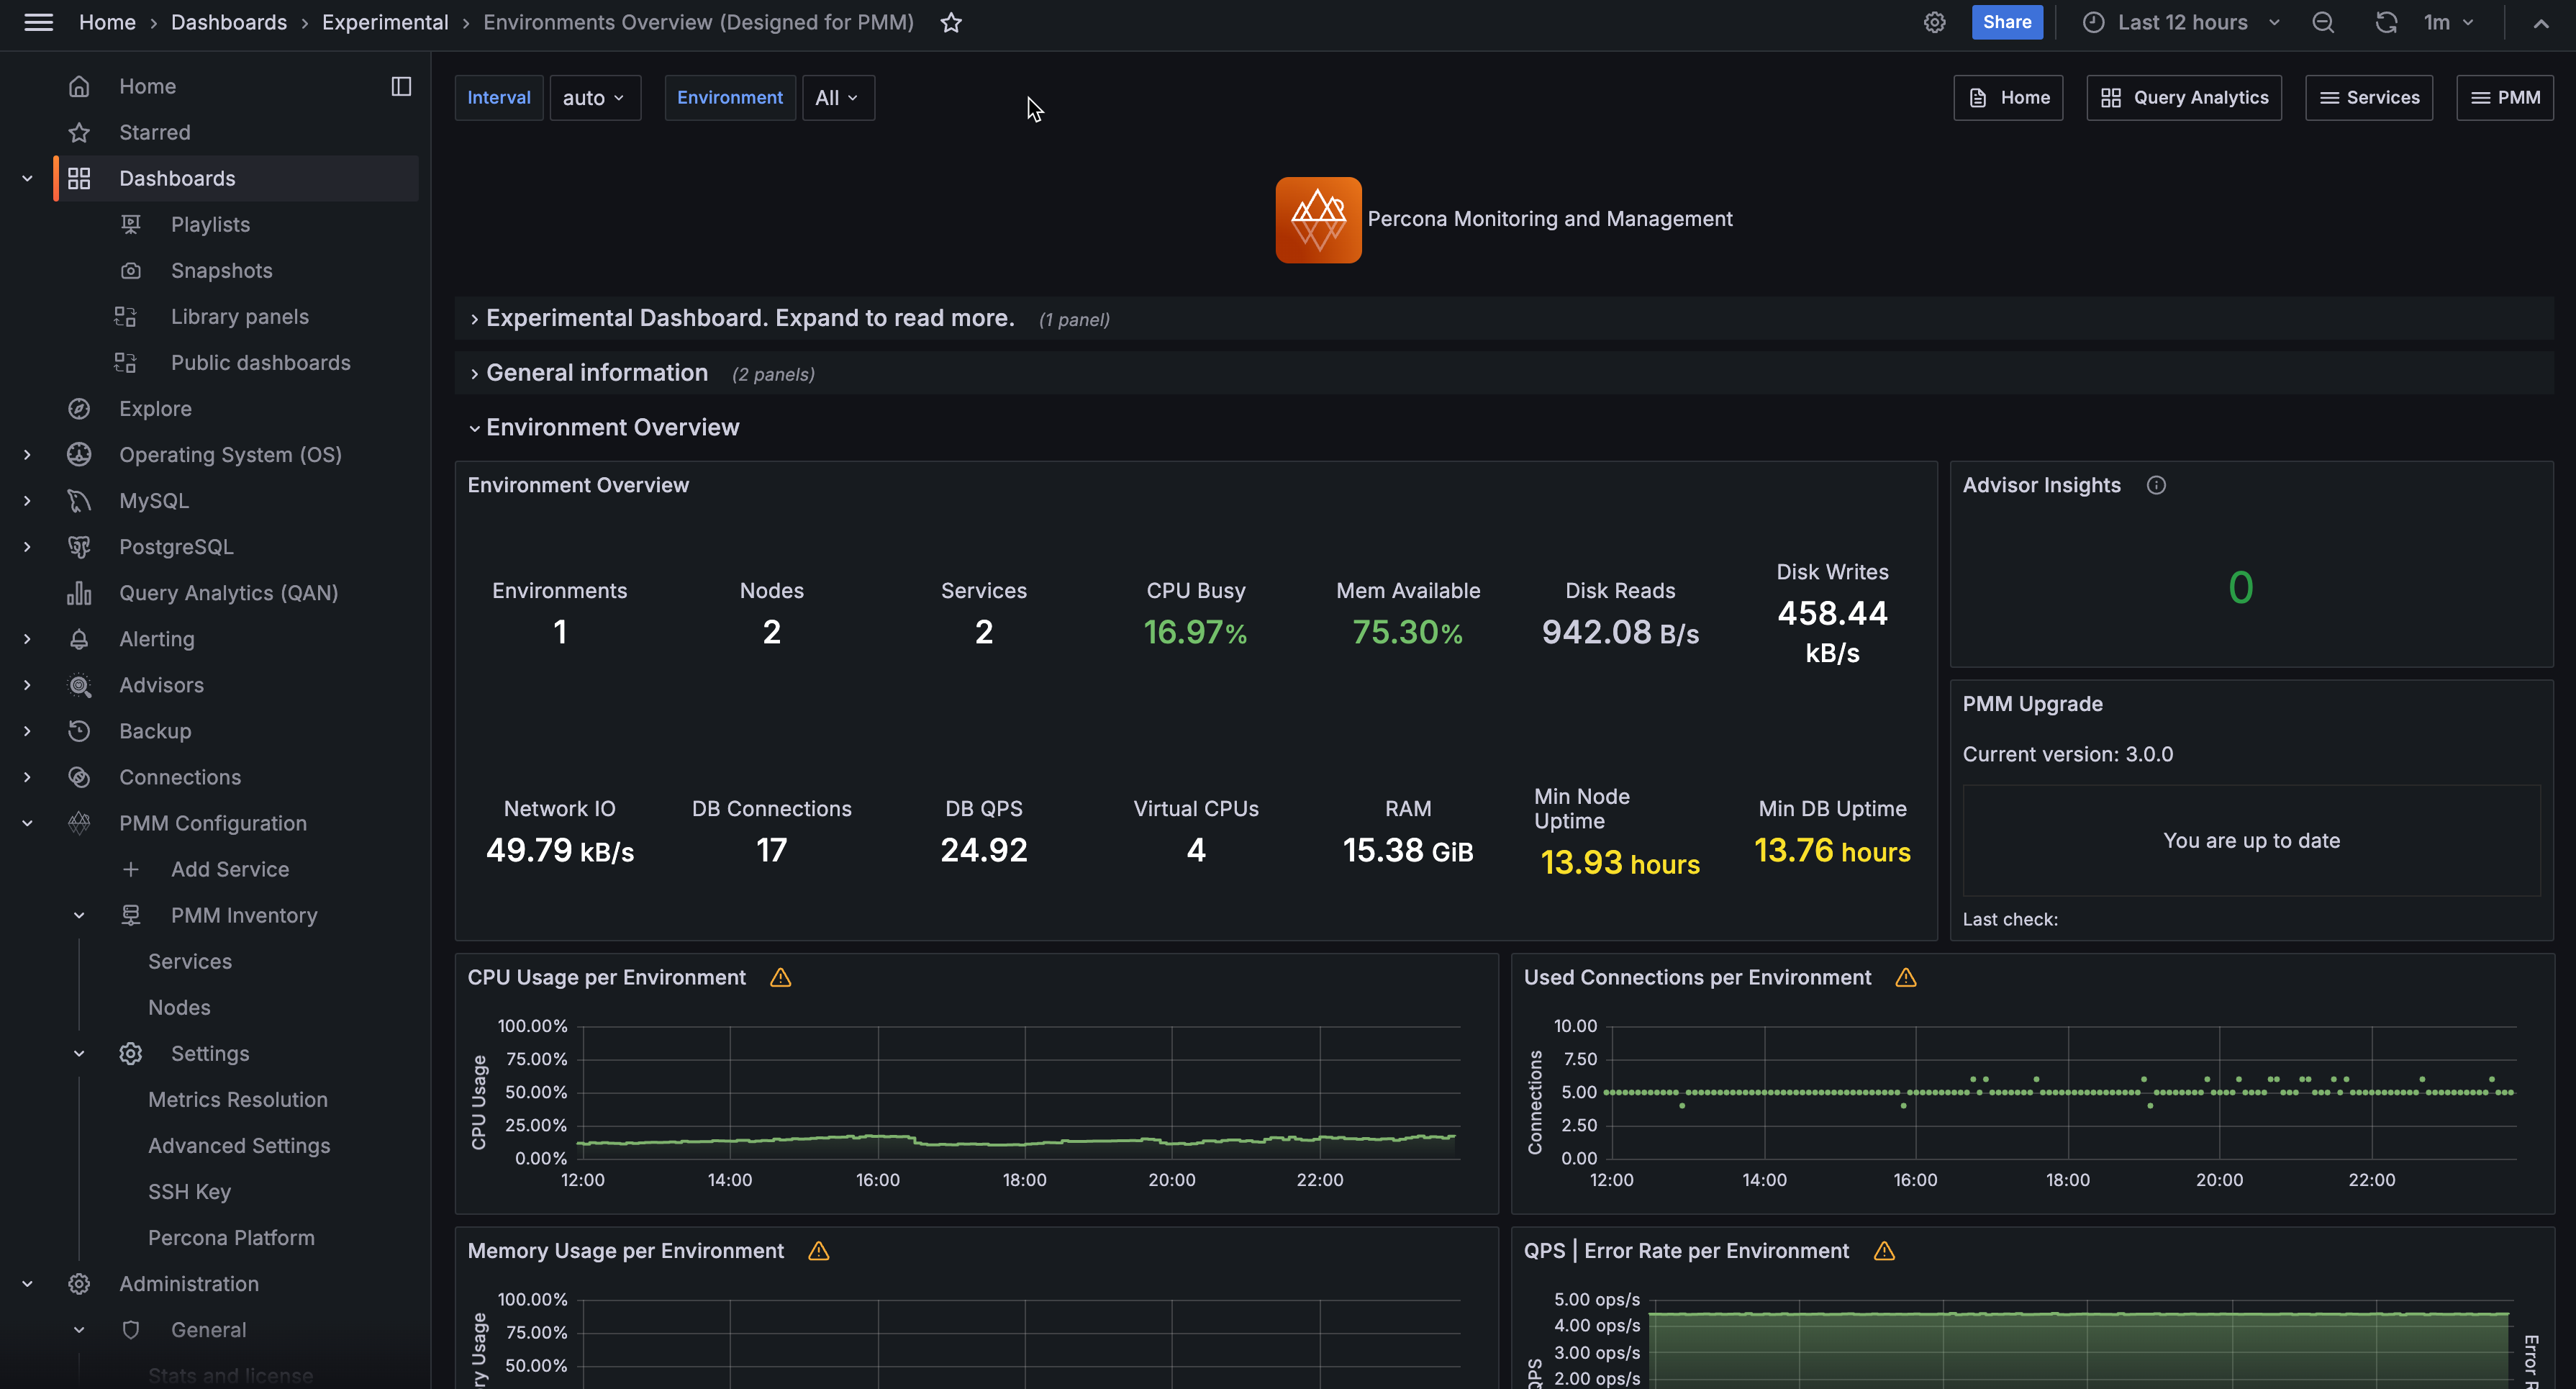 Home › Dashboards › Experimental › Environments Overview (Designed for PMM)
Share
Last 12 hours
1m
Home
Starred
Dashboards
Playlists
Snapshots
Library panels
Public dashboards
Explore
Operating System (OS)
MySQL
PostgreSQL
Query Analytics (QAN)
Alerting
Advisors
Backup
Connections
PMM Configuration
Add Service
PMM Inventory
Services
Nodes
Settings
Metrics Resolution
Advanced Settings
SSH Key
Percona Platform
Administration
General
Stats and license
Interval auto Environment All
Home Query Analytics Services PMM
Percona Monitoring and Management
Experimental Dashboard. Expand to read more. (1 panel)
General information (2 panels)
Environment Overview
Environment Overview
Environments
1
Nodes
2
Services
2
CPU Busy
16.97%
Mem Available
75.30%
Disk Reads
942.08 B/s
Disk Writes
458.44
kB/s
Network IO
49.79 kB/s
DB Connections
17
DB QPS
24.92
Virtual CPUs
4
RAM
15.38 GiB
Min Node
Uptime
13.93 hours
Min DB Uptime
13.76 hours
Advisor Insights
0
PMM Upgrade
Current version: 3.0.0
You are up to date
Last check:
CPU Usage per Environment
CPU Usage
100.00%
75.00%
50.00%
25.00%
0.00%
12:00 14:00 16:00 18:00 20:00 22:00
Used Connections per Environment
Connections
10.00
7.50
5.00
2.50
0.00
12:00 14:00 16:00 18:00 20:00 22:00
Memory Usage per Environment
ry Usage
100.00%
75.00%
50.00%
QPS | Error Rate per Environment
QPS
5.00 ops/s
4.00 ops/s
3.00 ops/s
2.00 ops/s
Error R